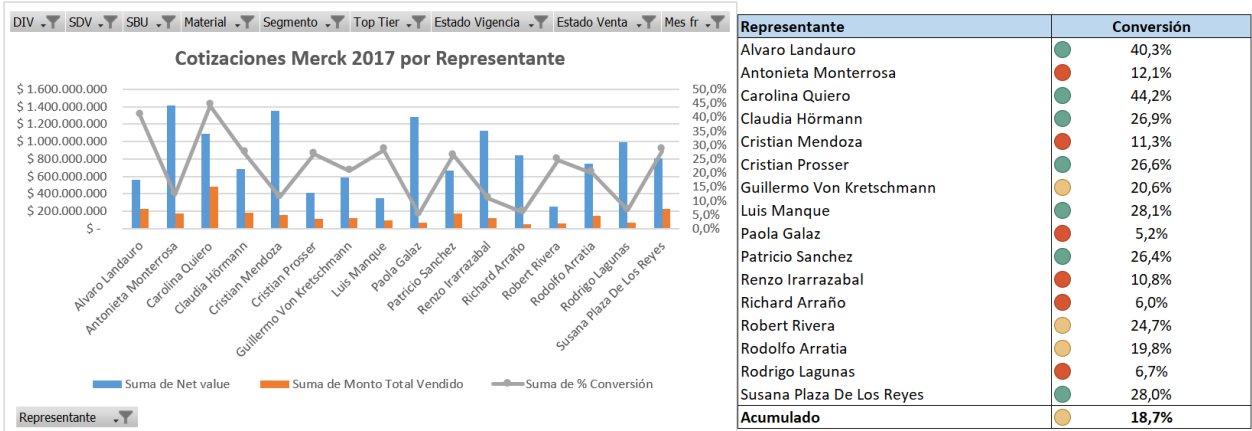 DIV SDV SBU Material Segmento Top Tier Estado Vigencia Estado Venta Mes fr
Cotizaciones Merck 2017 por Representante
$ 1.600.000.000
$ 1.400.000.000
$ 1.200.000.000
$ 1.000.000.000
$ 800.000.000
$ 600.000.000
$ 400.000.000
$ 200.000.000
$ -
50,0%
45,0%
40,0%
35,0%
30,0%
25,0%
20,0%
15,0%
10,0%
5,0%
0,0%
Alvaro Landauro
Antonieta Monterrosa
Carolina Quiero
Claudia Hörmann
Cristian Mendoza
Cristian Prosser
Guillermo Von Kretschmann
Luis Manque
Paola Galaz
Patricio Sanchez
Renzo Irarrazabal
Richard Arraño
Robert Rivera
Rodolfo Arratia
Rodrigo Lagunas
Susana Plaza De Los Reyes
Suma de Net value Suma de Monto Total Vendido Suma de % Conversión
Representante
Representante Conversión
Alvaro Landauro 40,3%
Antonieta Monterrosa 12,1%
Carolina Quiero 44,2%
Claudia Hörmann 26,9%
Cristian Mendoza 11,3%
Cristian Prosser 26,6%
Guillermo Von Kretschmann 20,6%
Luis Manque 28,1%
Paola Galaz 5,2%
Patricio Sanchez 26,4%
Renzo Irarrazabal 10,8%
Richard Arraño 6,0%
Robert Rivera 24,7%
Rodolfo Arratia 19,8%
Rodrigo Lagunas 6,7%
Susana Plaza De Los Reyes 28,0%
Acumulado 18,7%